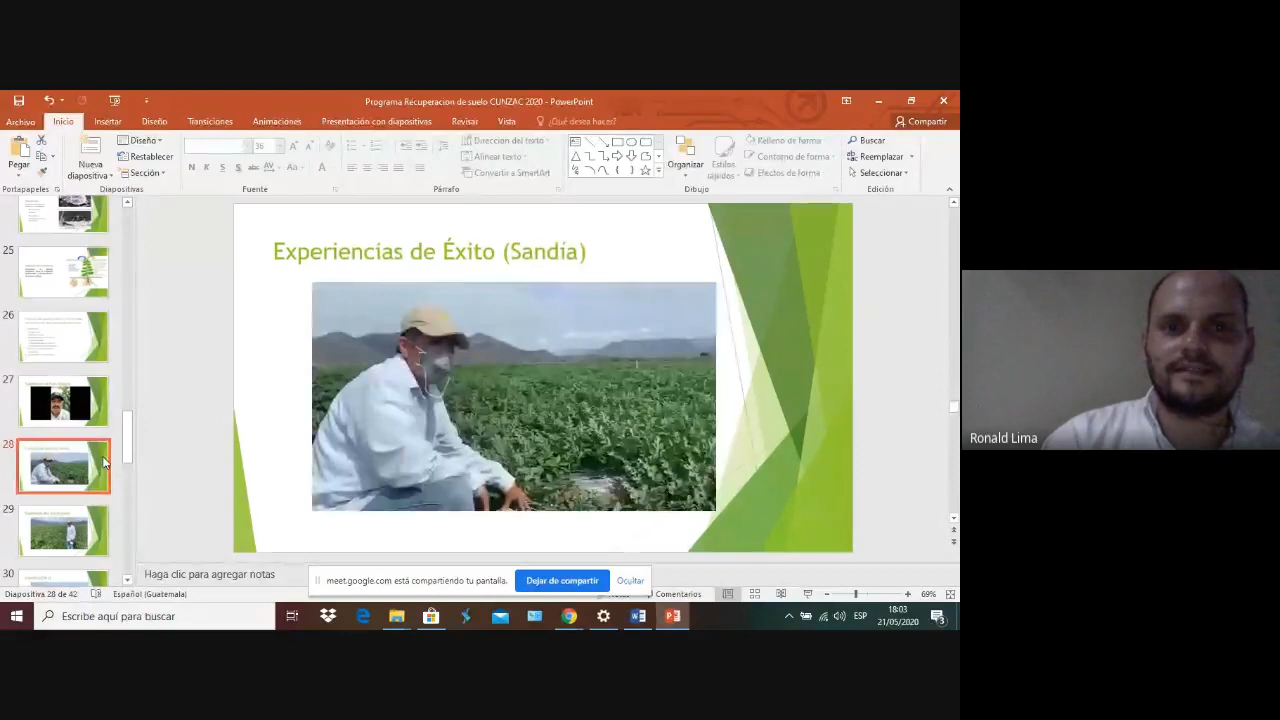 Programa Recuperacion de suelo CUNZAC 2020 - PowerPoint
Archivo Inicio Insertar Diseño Transiciones Animaciones Presentación con diapositivas Revisar Vista ¿Qué desea hacer? Compartir
Pegar
Nueva diapositiva
Diseño
Restablecer
Sección
36
N K S S abc AV Aa A
Dirección del texto
Alinear texto
Convertir a SmartArt
Organizar
Estilos rápidos
Relleno de forma
Contorno de forma
Efectos de forma
Buscar
Reemplazar
Seleccionar
Portapapeles Diapositivas Fuente Párrafo Dibujo Edición
25
26
27
28
29
30
Experiencias de Éxito (Sandía)
Ronald Lima
Haga clic para agregar notas
meet.google.com está compartiendo tu pantalla. Dejar de compartir Ocultar
Diapositiva 28 de 42 Español (Guatemala) Comentarios 69%
Escribe aquí para buscar
ESP
18:03
21/05/2020
3